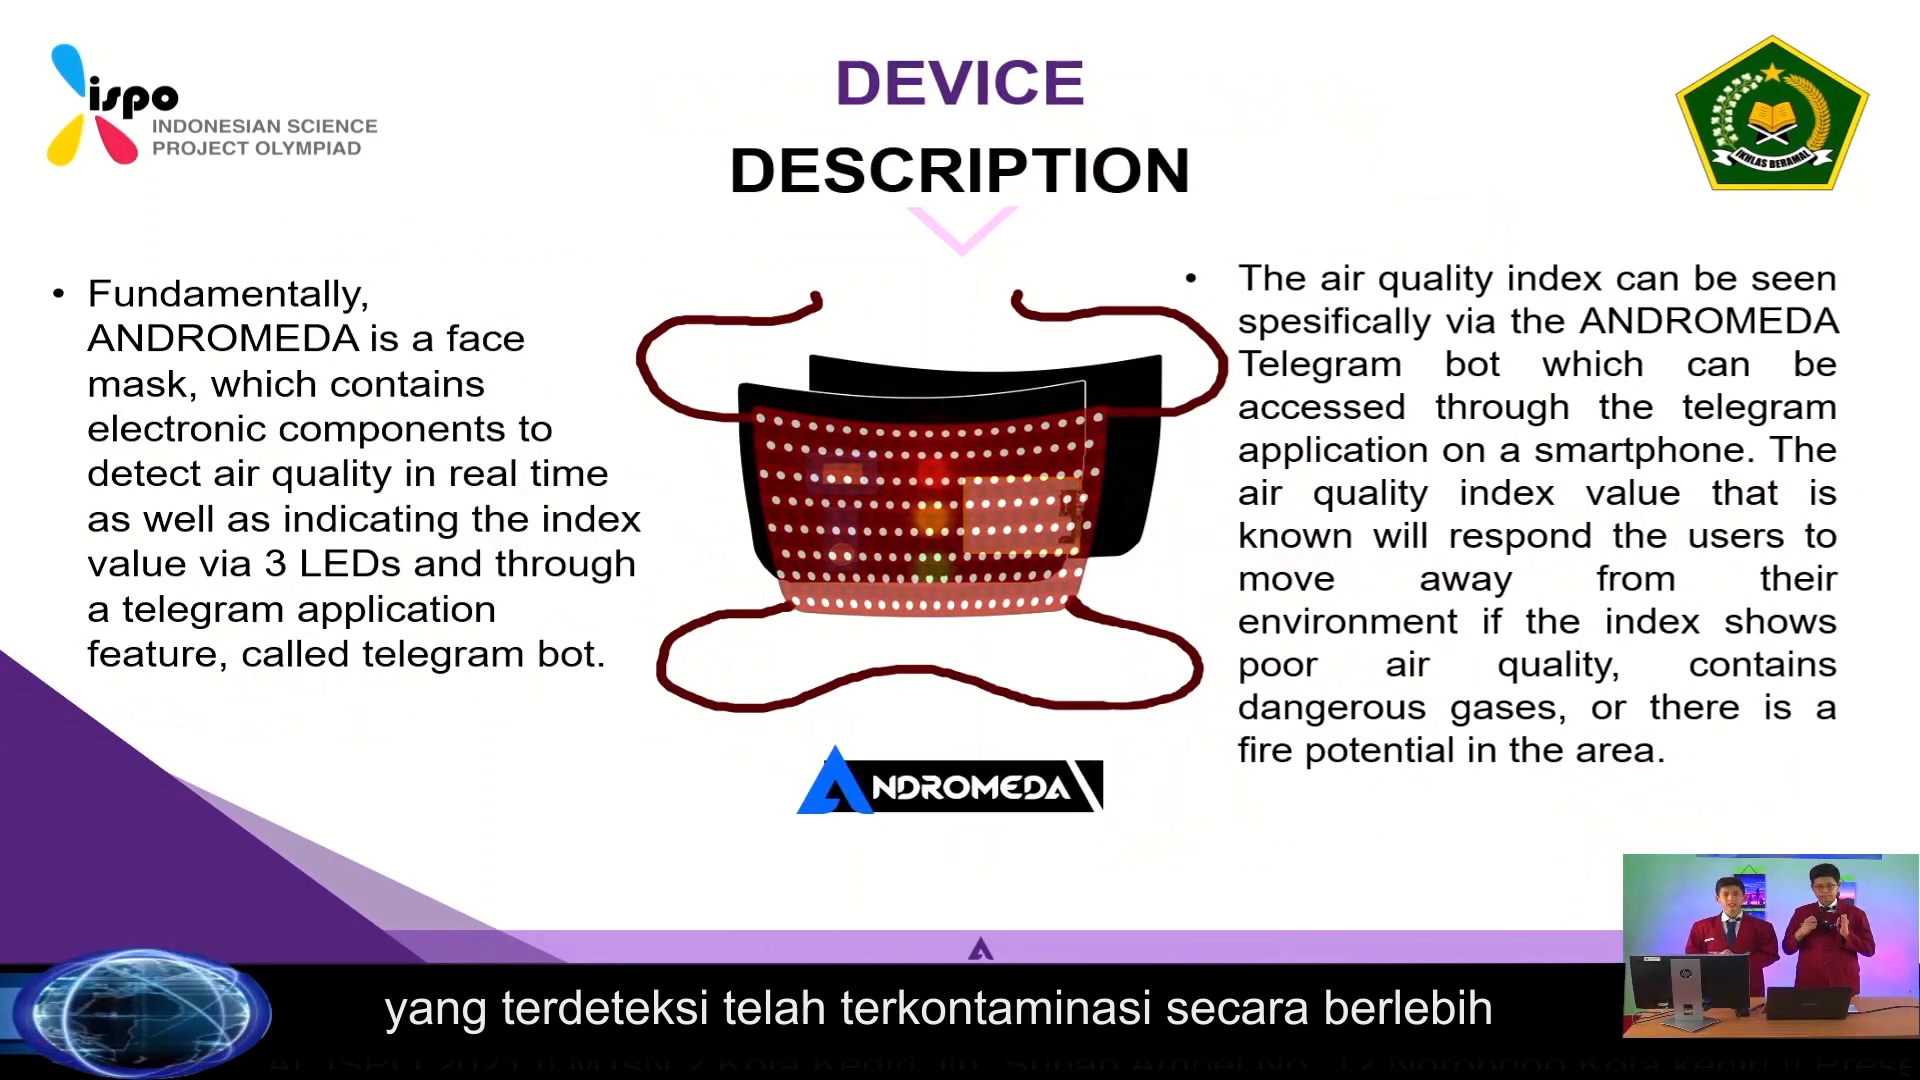 ispo
INDONESIAN SCIENCE
PROJECT OLYMPIAD
DEVICE
DESCRIPTION
IKHLAS BERAMAL
• Fundamentally,
ANDROMEDA is a face
mask, which contains
electronic components to
detect air quality in real time
as well as indicating the index
value via 3 LEDs and through
a telegram application
feature, called telegram bot.
• The air quality index can be seen
spesifically via the ANDROMEDA
Telegram bot which can be
accessed through the telegram
application on a smartphone. The
air quality index value that is
known will respond the users to
move away from their
environment if the index shows
poor air quality, contains
dangerous gases, or there is a
fire potential in the area.
ANDROMEDA
yang terdeteksi telah terkontaminasi secara berlebih